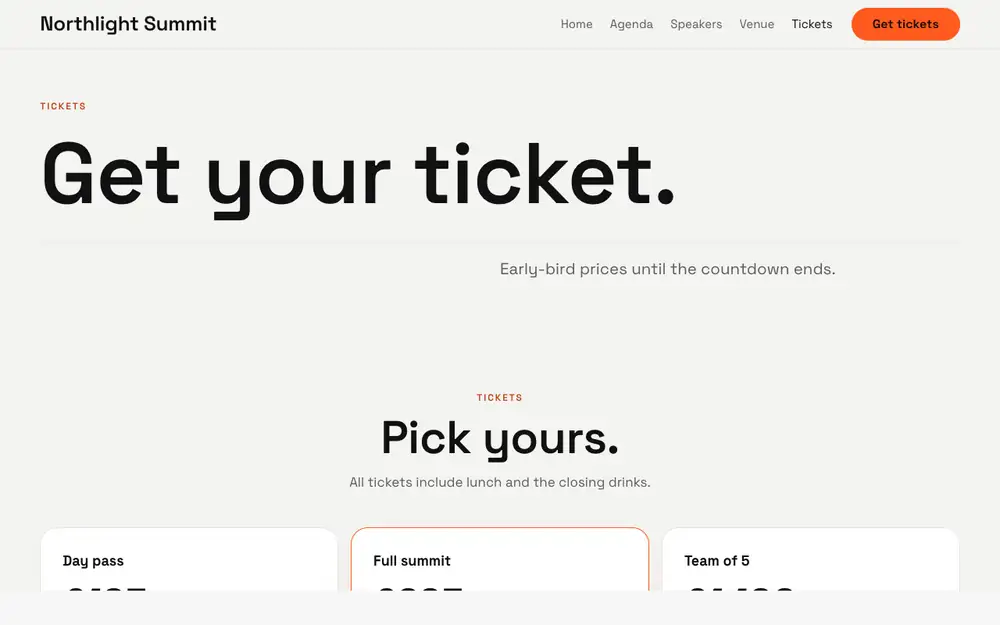 Northlight Summit
Home Agenda Speakers Venue Tickets Get tickets
TICKETS
Get your ticket.
Early-bird prices until the countdown ends.
TICKETS
Pick yours.
All tickets include lunch and the closing drinks.
Day pass
Full summit
Team of 5